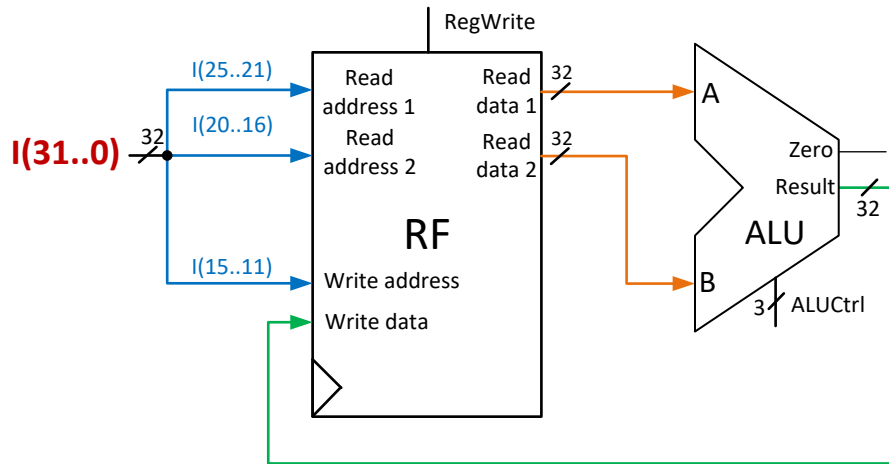 RegWrite
I(25..21)
Read
address 1
Read
data 1
32
A
I(20..16)
I(31..0)
32
Read
address 2
Read
data 2
32
Zero
Result
32
RF
ALU
I(15..11)
Write address
B
3
ALUCtrl
Write data